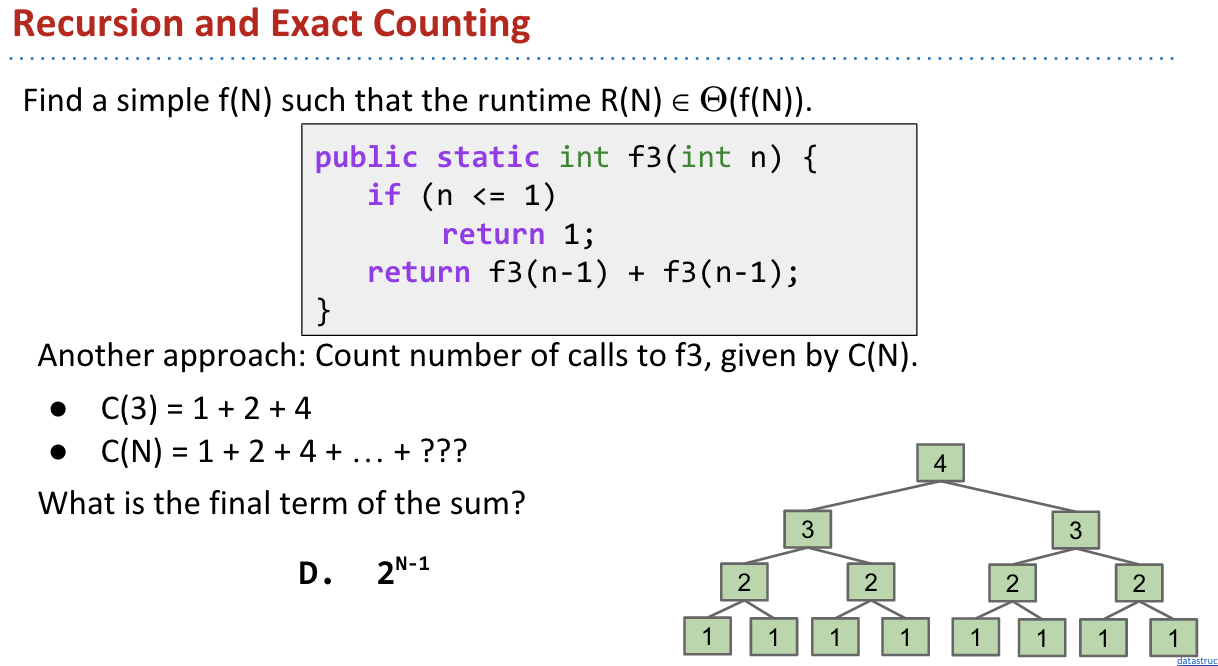 Recursion and Exact Counting
Find a simple f(N) such that the runtime R(N) ∈ Θ(f(N)).
public static int f3(int n) {
if (n <= 1)
return 1;
return f3(n-1) + f3(n-1);
}
Another approach: Count number of calls to f3, given by C(N).
● C(3) = 1 + 2 + 4
● C(N) = 1 + 2 + 4 + … + ???
What is the final term of the sum?
D. 2^N-1
4
3 3
2 2 2 2
1 1 1 1 1 1 1 1
datastruc